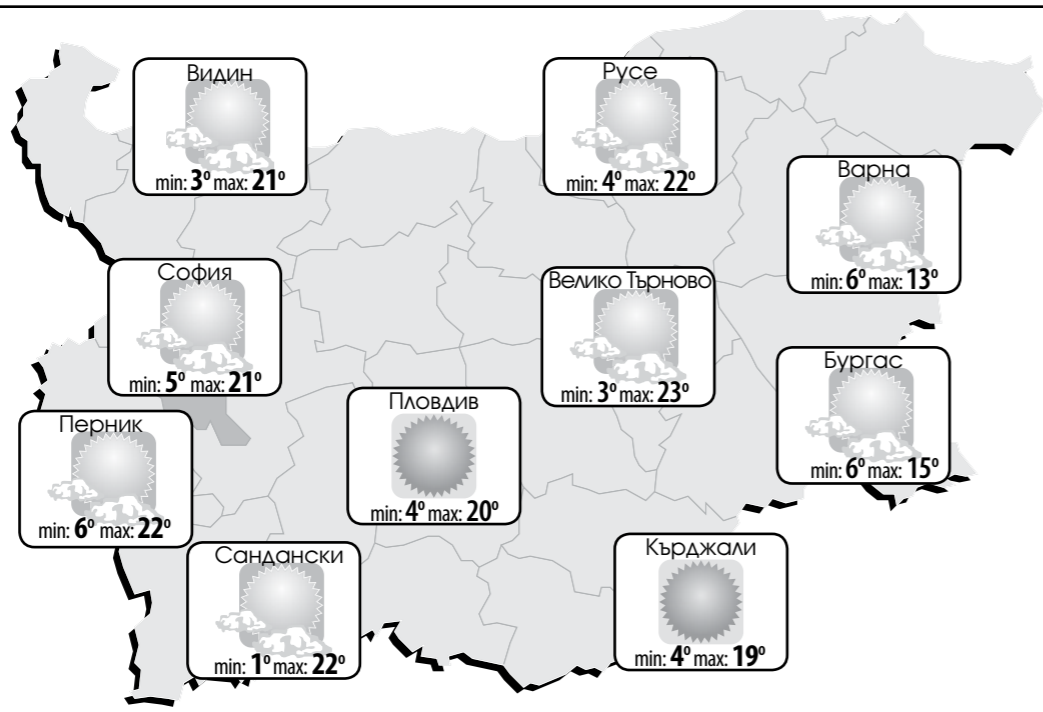 Видин
min: 3° max: 21°
Русе
min: 4° max: 22°
Варна
min: 6° max: 13°
София
min: 5° max: 21°
Велико Търново
min: 3° max: 23°
Бургас
min: 6° max: 15°
Пловдив
min: 4° max: 20°
Перник
min: 6° max: 22°
Сандански
min: 1° max: 22°
Кърджали
min: 4° max: 19°